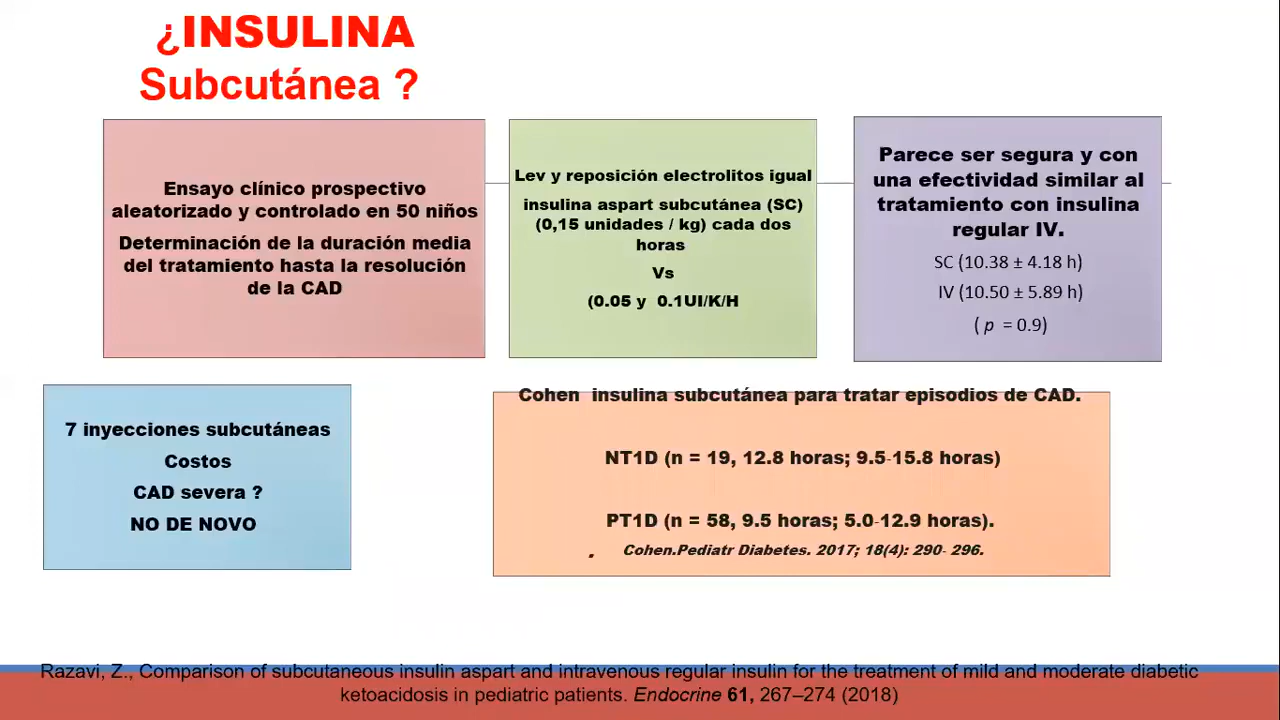 ¿INSULINA
Subcutánea ?
Ensayo clínico prospectivo
aleatorizado y controlado en 50 niños
Determinación de la duración media
del tratamiento hasta la resolución
de la CAD
Lev y reposición electrolitos igual
insulina aspart subcutánea (SC)
(0,15 unidades / kg) cada dos
horas
Vs
(0.05 y 0.1UI/K/H
Parece ser segura y con
una efectividad similar al
tratamiento con insulina
regular IV.
SC (10.38 ± 4.18 h)
IV (10.50 ± 5.89 h)
( p = 0.9)
7 inyecciones subcutáneas
Costos
CAD severa ?
NO DE NOVO
Cohen insulina subcutánea para tratar episodios de CAD.
NT1D (n = 19, 12.8 horas; 9.5-15.8 horas)
PT1D (n = 58, 9.5 horas; 5.0-12.9 horas).
. Cohen.Pediatr Diabetes. 2017; 18(4): 290- 296.
Razavi, Z., Comparison of subcutaneous insulin aspart and intravenous regular insulin for the treatment of mild and moderate diabetic
ketoacidosis in pediatric patients. Endocrine 61, 267–274 (2018)